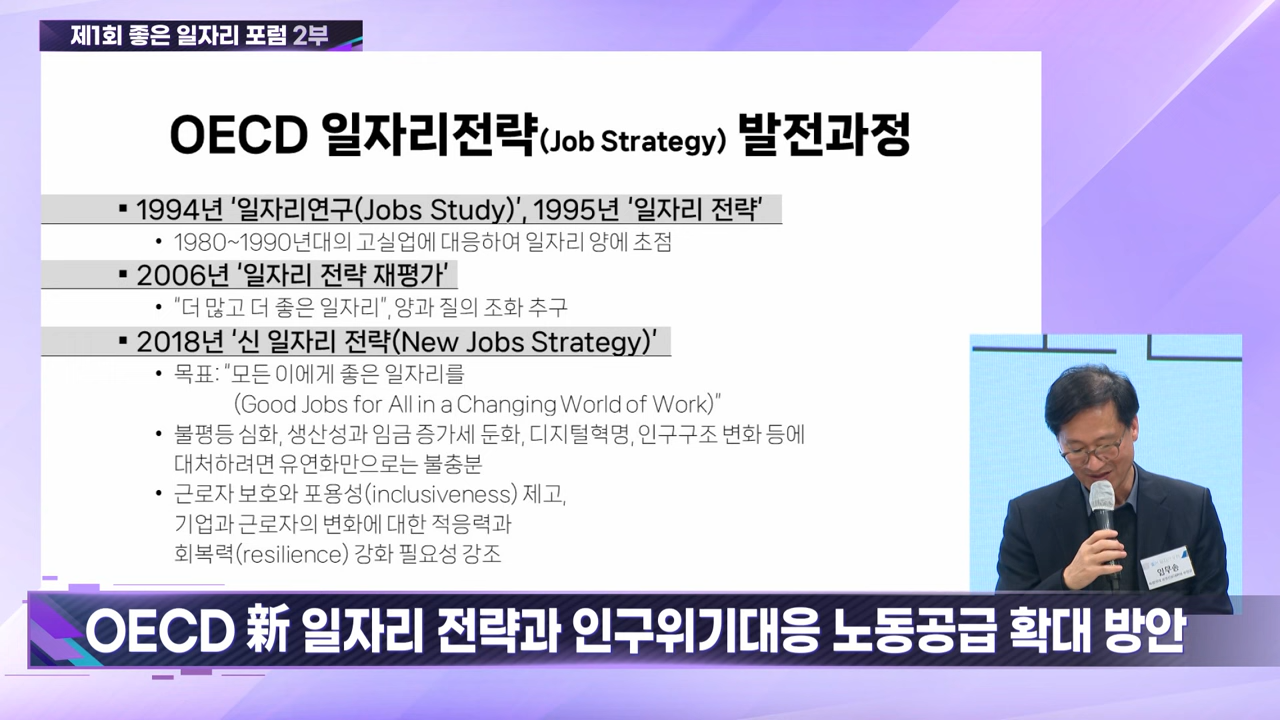 제1회 좋은 일자리 포럼 2부
OECD 일자리전략(Job Strategy) 발전과정
▪ 1994년 ‘일자리연구(Jobs Study)’, 1995년 ‘일자리 전략’
• 1980~1990년대의 고실업에 대응하여 일자리 양에 초점
▪ 2006년 ‘일자리 전략 재평가’
• “더 많고 더 좋은 일자리”, 양과 질의 조화 추구
▪ 2018년 ‘신 일자리 전략(New Jobs Strategy)’
• 목표: “모든 이에게 좋은 일자리를
(Good Jobs for All in a Changing World of Work)”
• 불평등 심화, 생산성과 임금 증가세 둔화, 디지털혁명, 인구구조 변화 등에
대처하려면 유연화만으로는 불충분
• 근로자 보호와 포용성(inclusiveness) 제고,
기업과 근로자의 변화에 대한 적응력과
회복력(resilience) 강화 필요성 강조
임무송
OECD 新 일자리 전략과 인구위기대응 노동공급 확대 방안